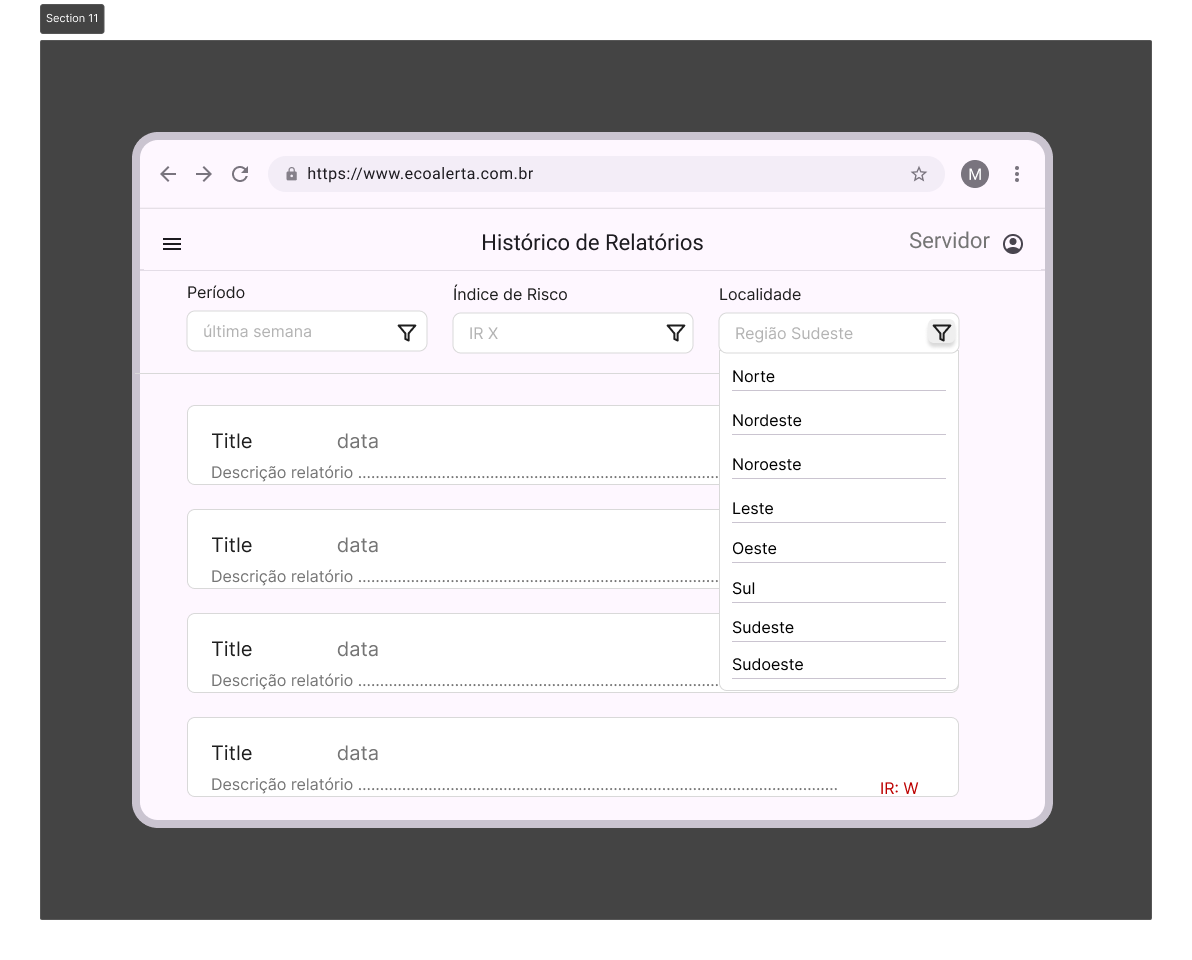 Section 11
https://www.ecoalerta.com.br
M
Histórico de Relatórios
Servidor
Período
Índice de Risco
Localidade
última semana
IR X
Região Sudeste
Norte
Nordeste
Noroeste
Leste
Oeste
Sul
Sudeste
Sudoeste
Title data
Descrição relatório ..............................................................................
Title data
Descrição relatório ..............................................................................
Title data
Descrição relatório ..............................................................................
Title data
Descrição relatório ..........................................................................................................
IR: W